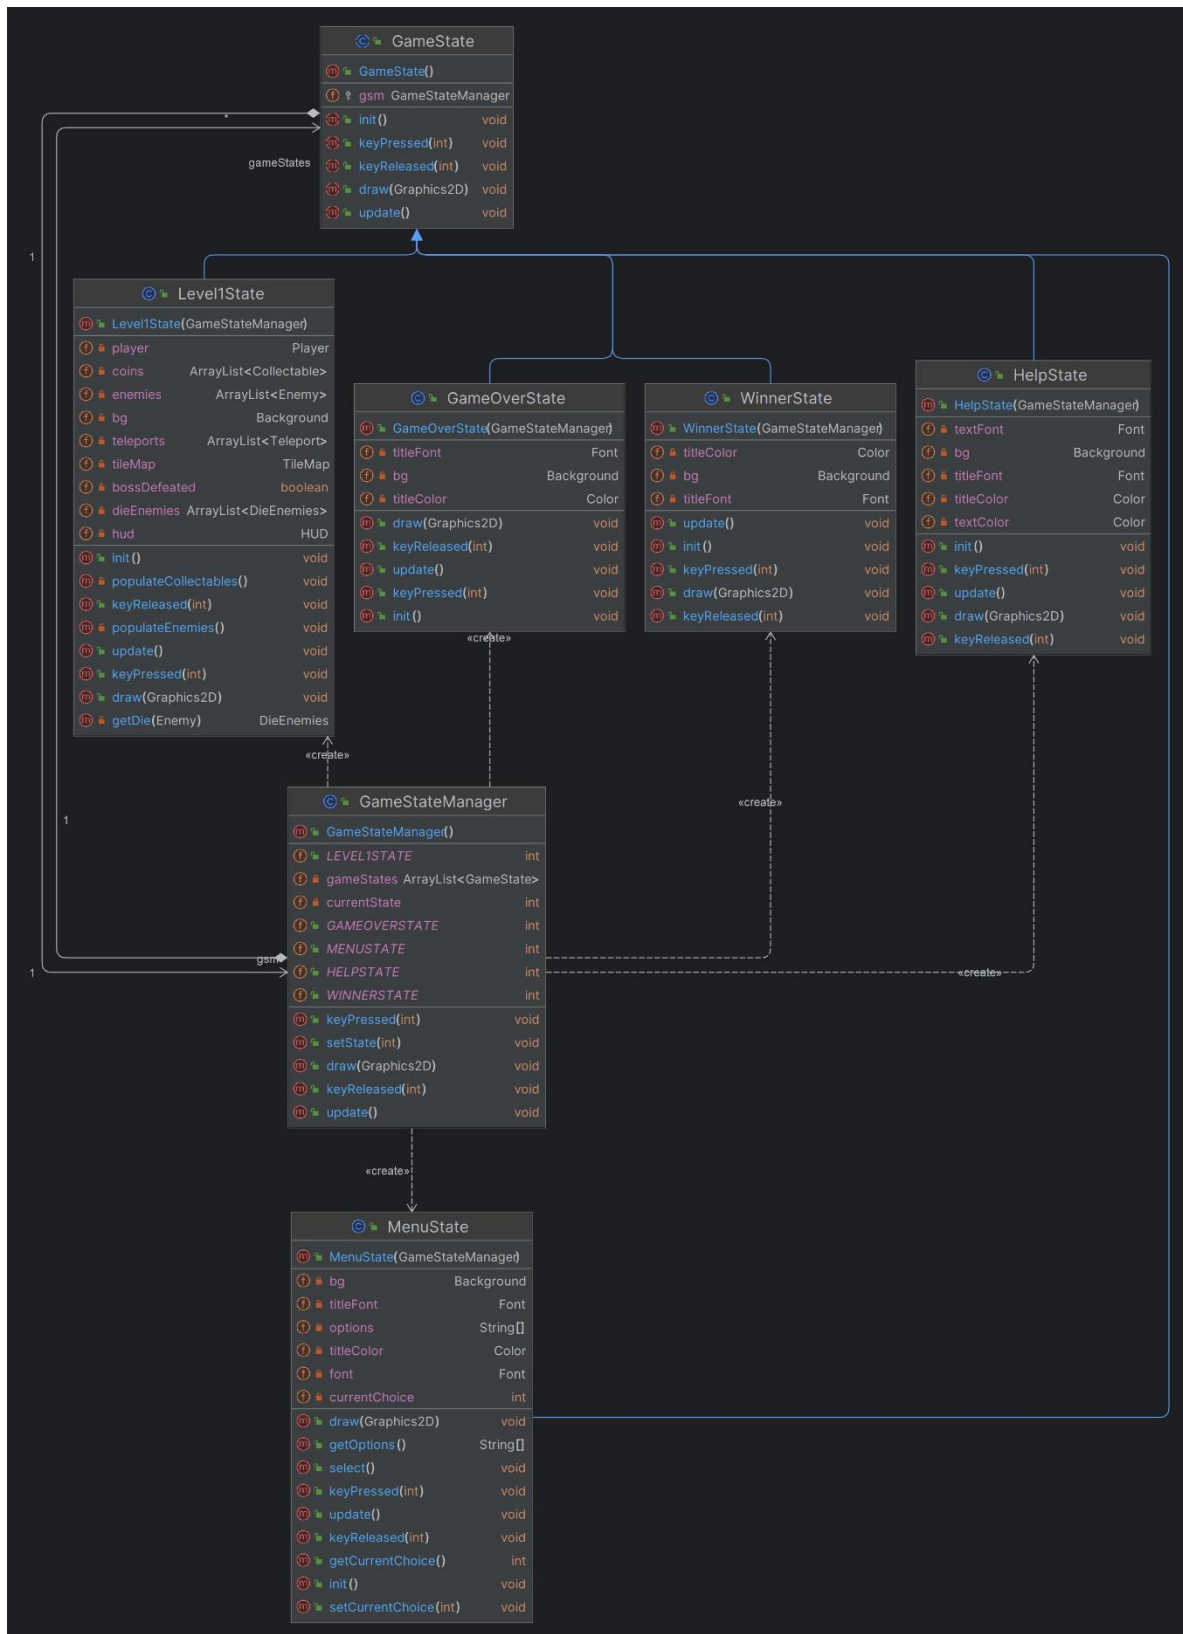 GameState
GameState()
gsm GameStateManager
init() void
keyPressed(int) void
keyReleased(int) void
draw(Graphics2D) void
update() void
*
gameStates
1
Level1State
Level1State(GameStateManager)
player Player
coins ArrayList<Collectable>
enemies ArrayList<Enemy>
bg Background
teleports ArrayList<Teleport>
tileMap TileMap
bossDefeated boolean
dieEnemies ArrayList<DieEnemies>
hud HUD
init() void
populateCollectables() void
keyReleased(int) void
populateEnemies() void
update() void
keyPressed(int) void
draw(Graphics2D) void
getDie(Enemy) DieEnemies
GameOverState
GameOverState(GameStateManager)
titleFont Font
bg Background
titleColor Color
draw(Graphics2D) void
keyReleased(int) void
update() void
keyPressed(int) void
init() void
WinnerState
WinnerState(GameStateManager)
titleColor Color
bg Background
titleFont Font
update() void
init() void
keyPressed(int) void
draw(Graphics2D) void
keyReleased(int) void
HelpState
HelpState(GameStateManager)
textFont Font
bg Background
titleFont Font
titleColor Color
textColor Color
init() void
keyPressed(int) void
update() void
draw(Graphics2D) void
keyReleased(int) void
«create»
«create»
«create»
«create»
1
gsm
1
GameStateManager
GameStateManager()
LEVEL1STATE int
gameStates ArrayList<GameState>
currentState int
GAMEOVERSTATE int
MENUSTATE int
HELPSTATE int
WINNERSTATE int
keyPressed(int) void
setState(int) void
draw(Graphics2D) void
keyReleased(int) void
update() void
«create»
MenuState
MenuState(GameStateManager)
bg Background
titleFont Font
options String[]
titleColor Color
font Font
currentChoice int
draw(Graphics2D) void
getOptions() String[]
select() void
keyPressed(int) void
update() void
keyReleased(int) void
getCurrentChoice() int
init() void
setCurrentChoice(int) void